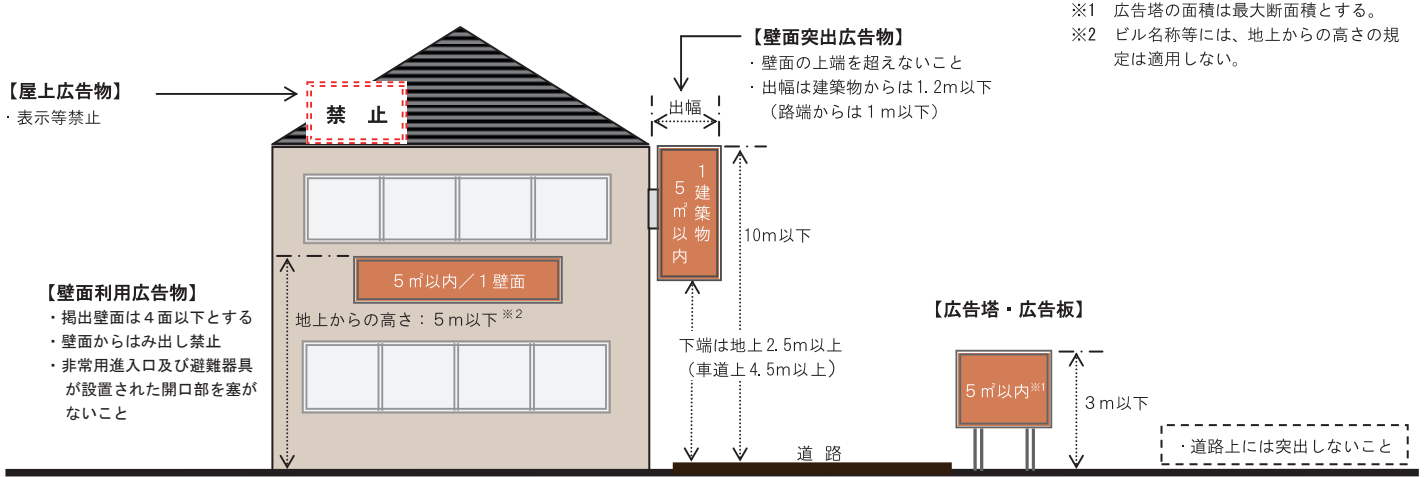 ※1 広告塔の面積は最大断面積とする。
※2 ビル名称等には、地上からの高さの規
定は適用しない。
【壁面突出広告物】
・壁面の上端を超えないこと
・出幅は建築物からは1.2m以下
（路端からは１ｍ以下）
【屋上広告物】
・表示等禁止
禁 止
出幅
１建築物
５㎡以内
10m以下
５㎡以内／１壁面
【壁面利用広告物】
・掲出壁面は４面以下とする
・壁面からはみ出し禁止
・非常用進入口及び避難器具
が設置された開口部を塞が
ないこと
地上からの高さ：５ｍ以下※2
下端は地上2.5m以上
（車道上4.5m以上）
【広告塔・広告板】
５㎡以内※1
３ｍ以下
道 路
・道路上には突出しないこと